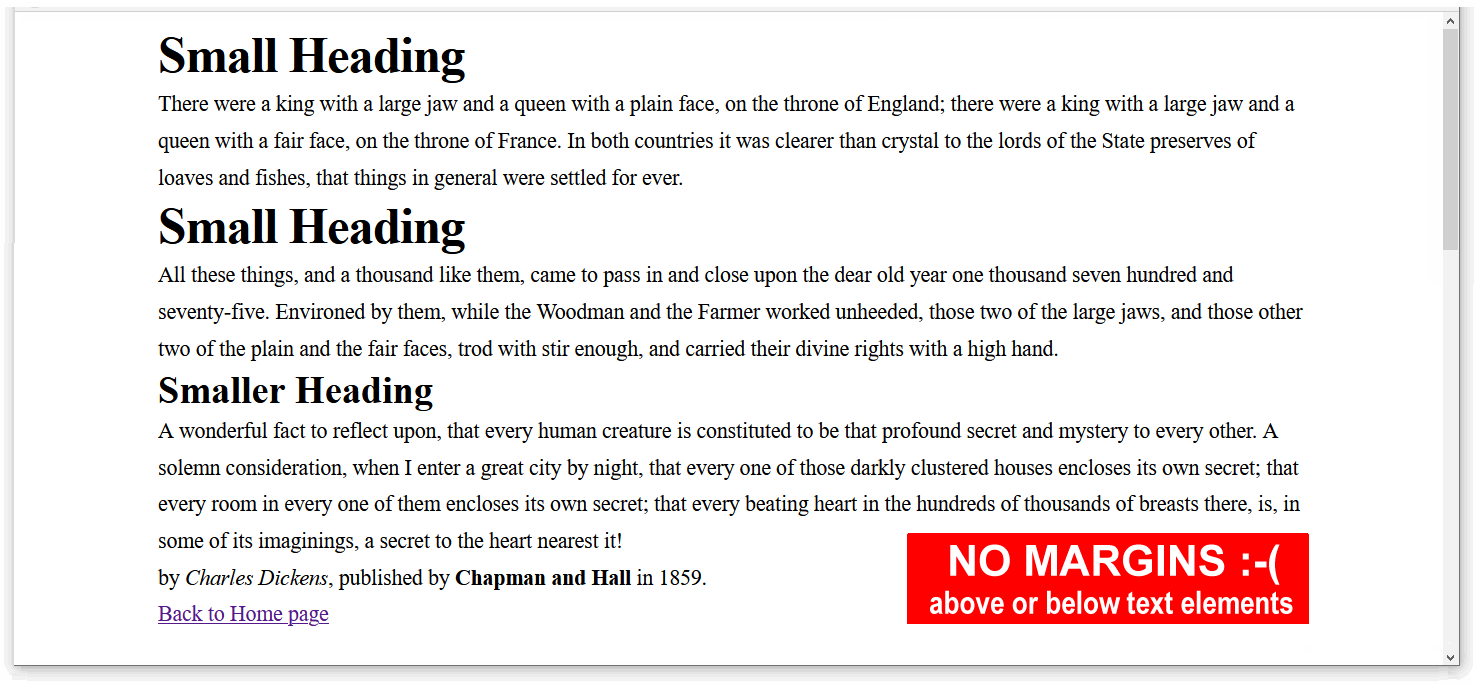 Small Heading
There were a king with a large jaw and a queen with a plain face, on the throne of England; there were a king with a large jaw and a
queen with a fair face, on the throne of France. In both countries it was clearer than crystal to the lords of the State preserves of
loaves and fishes, that things in general were settled for ever.
Small Heading
All these things, and a thousand like them, came to pass in and close upon the dear old year one thousand seven hundred and
seventy-five. Environed by them, while the Woodman and the Farmer worked unheeded, those two of the large jaws, and those other
two of the plain and the fair faces, trod with stir enough, and carried their divine rights with a high hand.
Smaller Heading
A wonderful fact to reflect upon, that every human creature is constituted to be that profound secret and mystery to every other. A
solemn consideration, when I enter a great city by night, that every one of those darkly clustered houses encloses its own secret; that
every room in every one of them encloses its own secret; that every beating heart in the hundreds of thousands of breasts there, is, in
some of its imaginings, a secret to the heart nearest it!
by Charles Dickens, published by Chapman and Hall in 1859.
Back to Home page
NO MARGINS :-(
above or below text elements